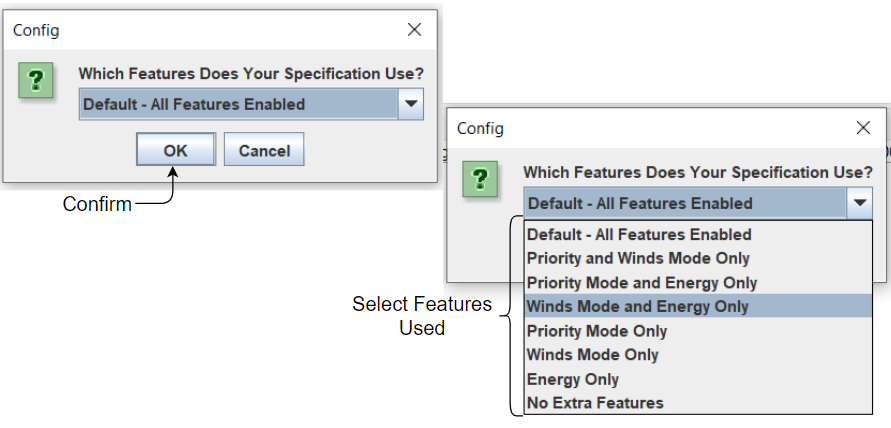 Config
Which Features Does Your Specification Use?
Default - All Features Enabled
OK
Cancel
Confirm
Config
Which Features Does Your Specification Use?
Default - All Features Enabled
Default - All Features Enabled
Priority and Winds Mode Only
Priority Mode and Energy Only
Winds Mode and Energy Only
Priority Mode Only
Winds Mode Only
Energy Only
No Extra Features
Select Features
Used